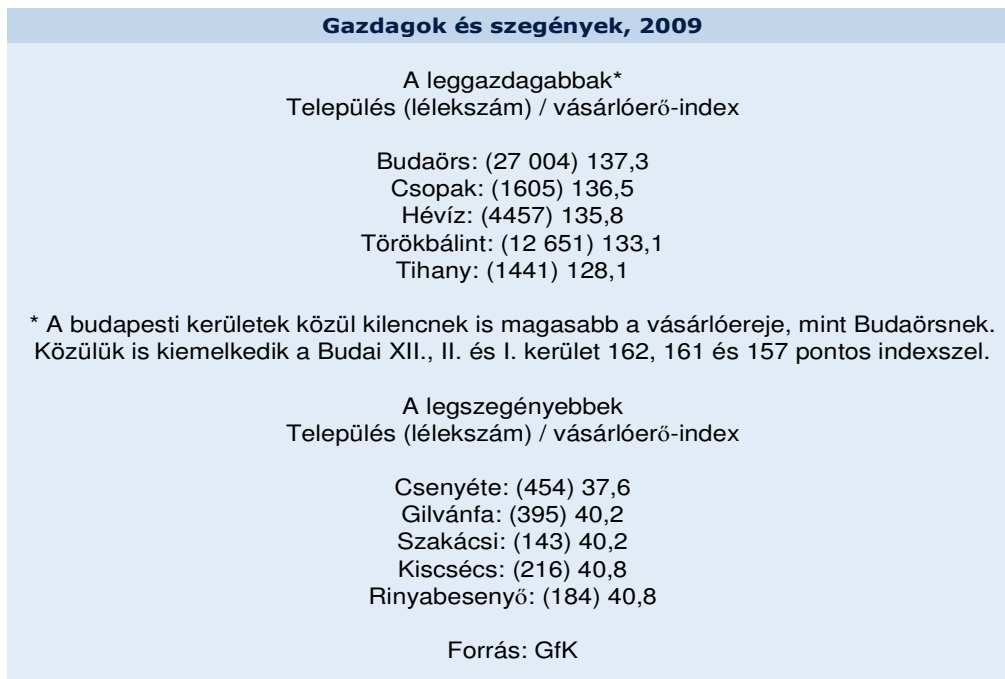 Gazdagok és szegények, 2009
A leggazdagabbak*
Település (lélekszám) / vásárlóerő-index
Budaörs: (27 004) 137,3
Csopak: (1605) 136,5
Hévíz: (4457) 135,8
Törökbálint: (12 651) 133,1
Tihany: (1441) 128,1
* A budapesti kerületek közül kilencnek is magasabb a vásárlóereje, mint Budaörsnek.
Közülük is kiemelkedik a Budai XII., II. és I. kerület 162, 161 és 157 pontos indexszel.
A legszegényebbek
Település (lélekszám) / vásárlóerő-index
Csenyéte: (454) 37,6
Gilvánfa: (395) 40,2
Szakácsi: (143) 40,2
Kiscsécs: (216) 40,8
Rinyabesenyő: (184) 40,8
Forrás: GfK